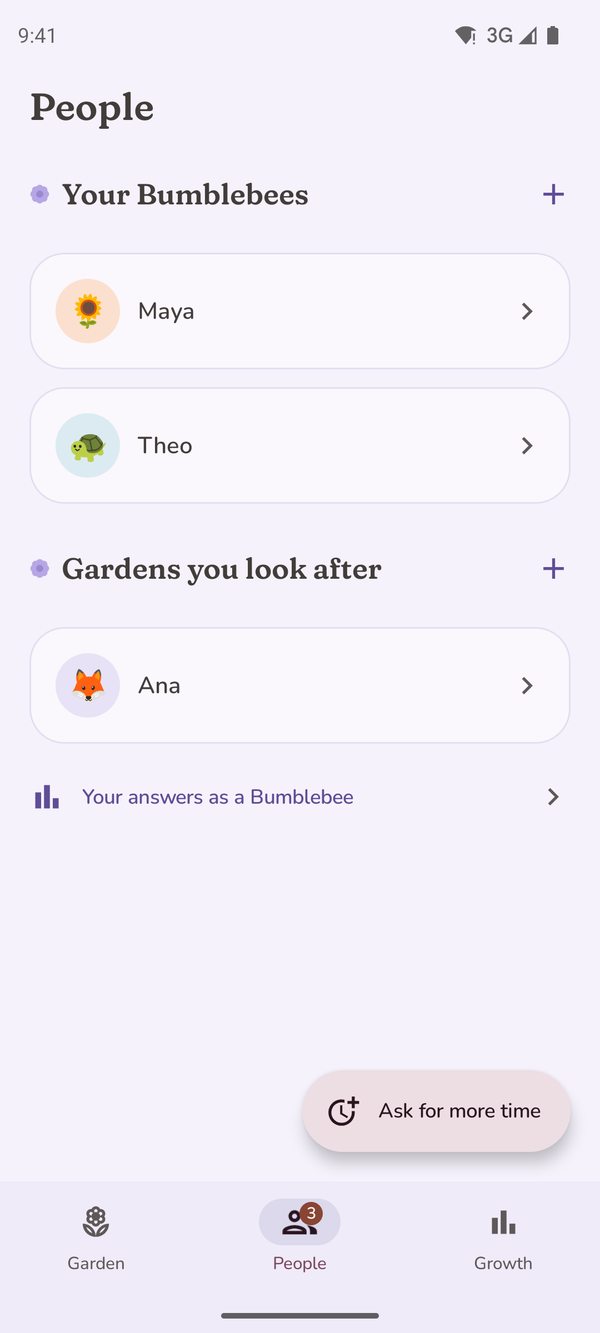 9:41
3G
People
Your Bumblebees
Maya
Theo
Gardens you look after
Ana
Your answers as a Bumblebee
Ask for more time
3
Garden
People
Growth